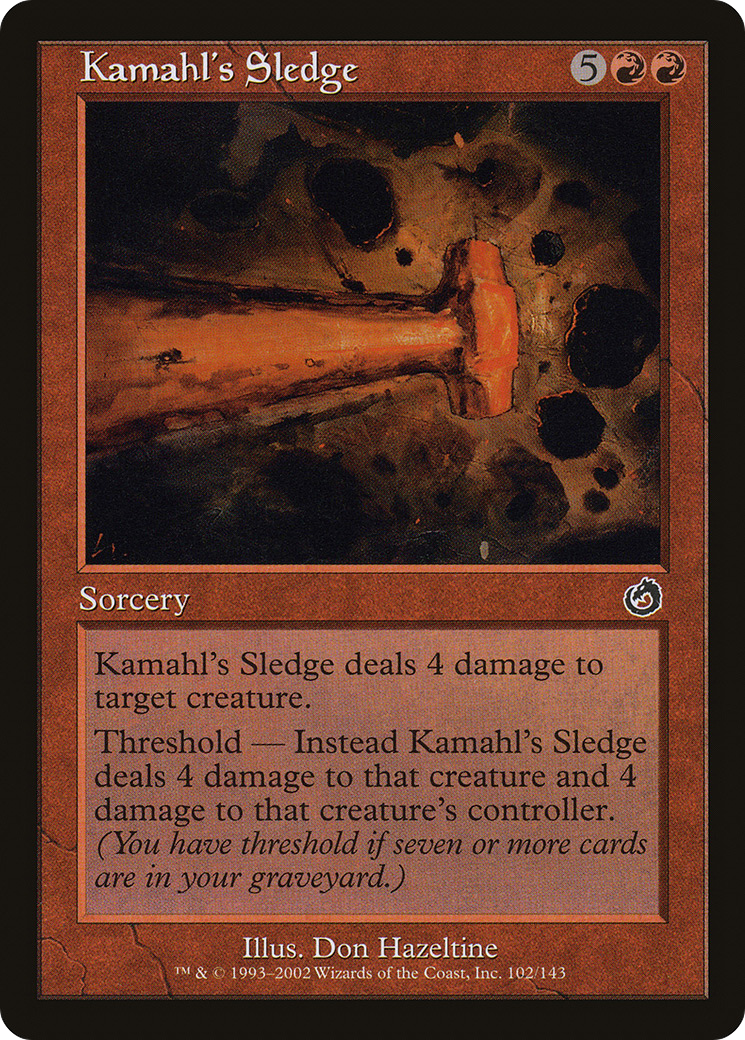 Kamahl's Sledge 5
Sorcery
Kamahl's Sledge deals 4 damage to
target creature.
Threshold — Instead Kamahl's Sledge
deals 4 damage to that creature and 4
damage to that creature's controller.
(You have threshold if seven or more cards
are in your graveyard.)
Illus. Don Hazeltine
™ & © 1993–2002 Wizards of the Coast, Inc. 102/143